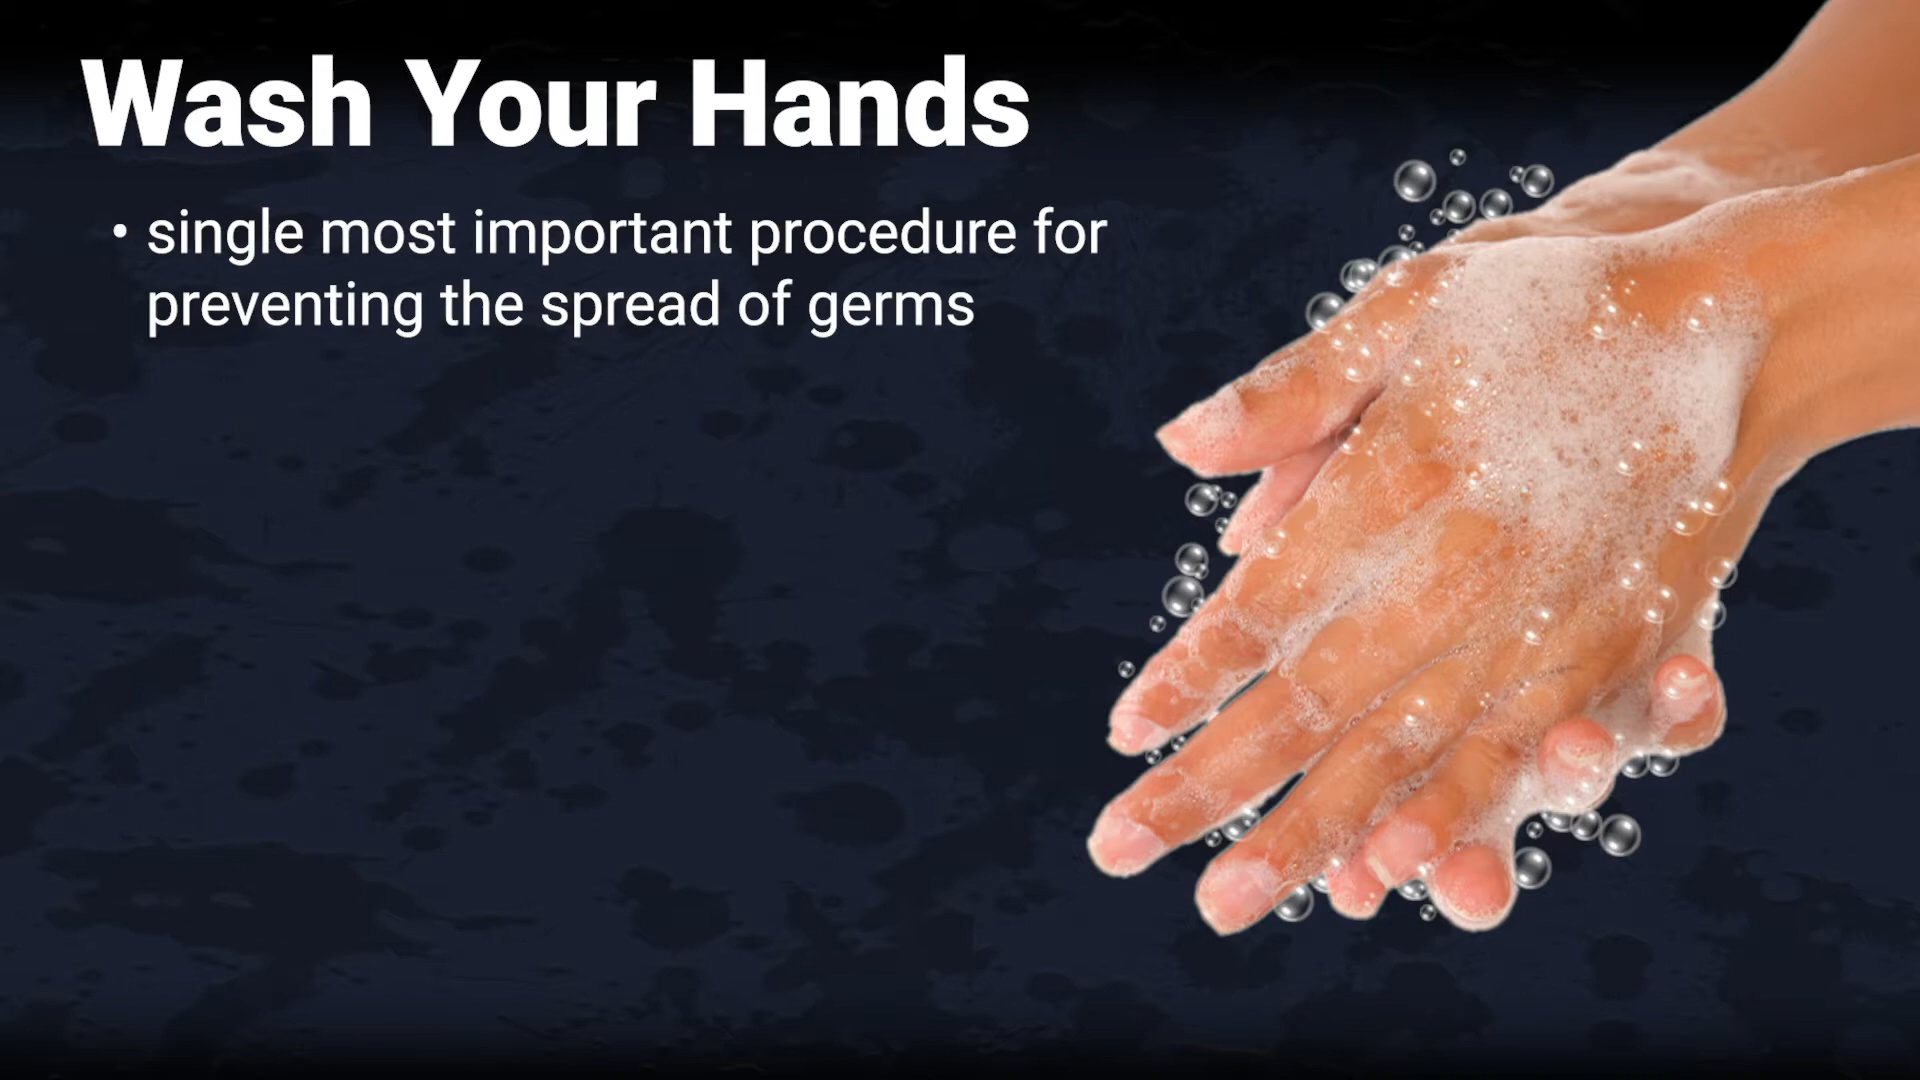 Wash Your Hands
• single most important procedure for
preventing the spread of germs